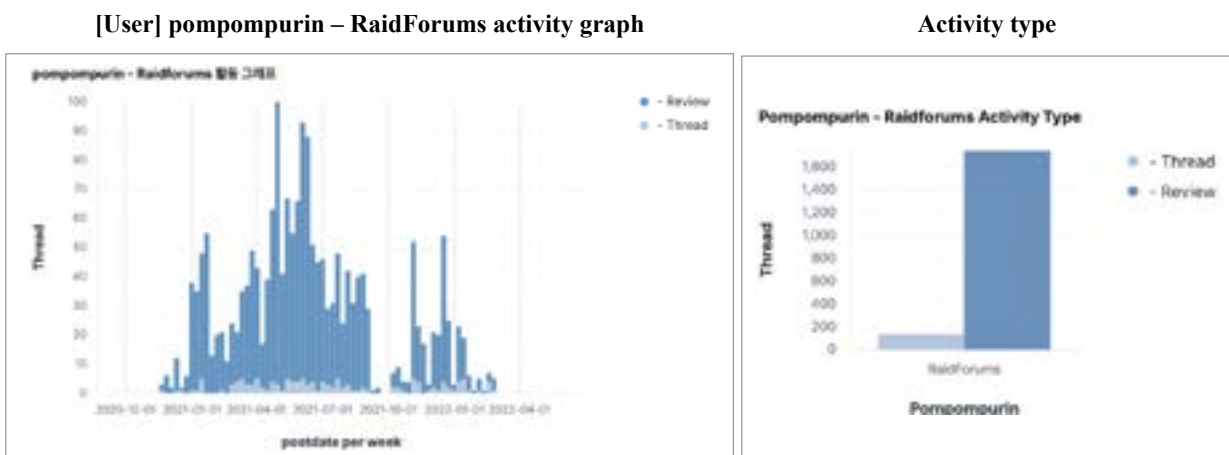 [User] pompompurin – RaidForums activity graph
Activity type
pompompurin - Raidforums 활동 그래프
100
90
80
70
60
50
40
30
20
10
0
Thread
- Review
- Thread
2020-12-01 2021-01-01 2021-04-01 2021-07-01 2021-10-01 2022-01-01 2022-04-01
postdate per week
Pompompurin - Raidforums Activity Type
1,600
1,400
1,200
1,000
800
600
400
200
0
Thread
- Thread
- Review
RaidForums
Pompompurin